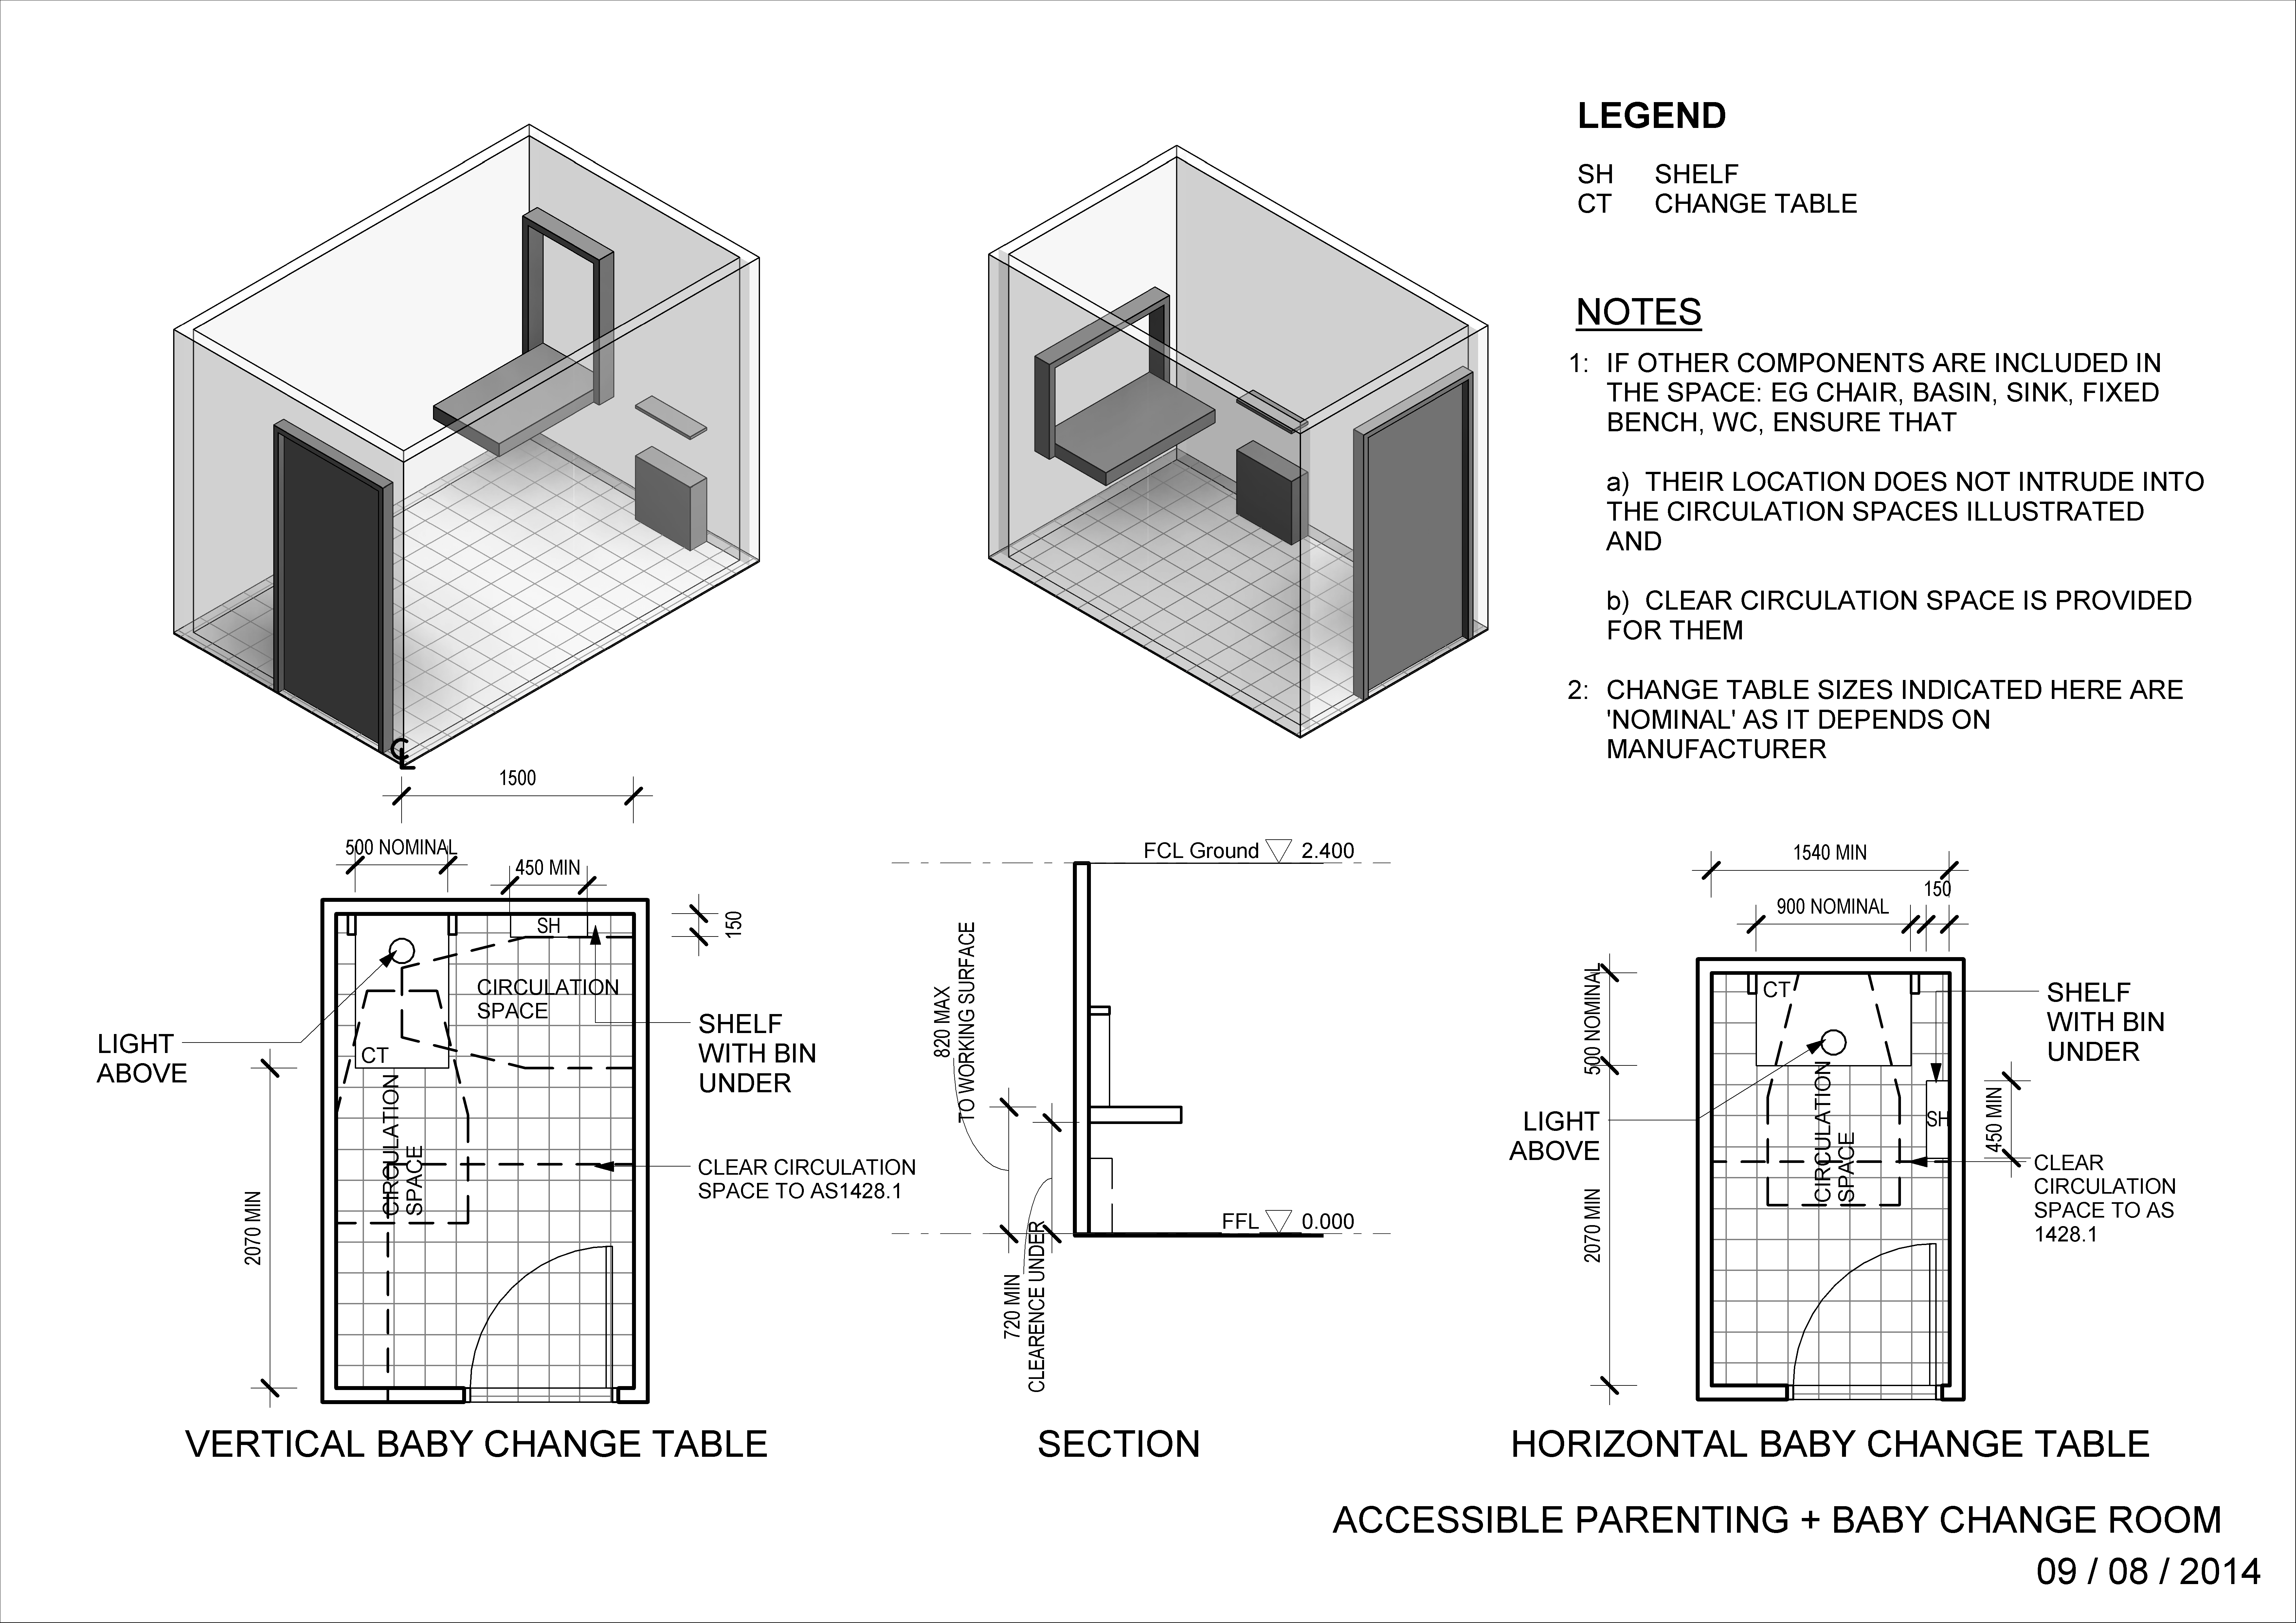 LEGEND
SH SHELF
CT CHANGE TABLE
NOTES
1: IF OTHER COMPONENTS ARE INCLUDED IN
THE SPACE: EG CHAIR, BASIN, SINK, FIXED
BENCH, WC, ENSURE THAT
a) THEIR LOCATION DOES NOT INTRUDE INTO
THE CIRCULATION SPACES ILLUSTRATED
AND
b) CLEAR CIRCULATION SPACE IS PROVIDED
FOR THEM
2: CHANGE TABLE SIZES INDICATED HERE ARE
'NOMINAL' AS IT DEPENDS ON
MANUFACTURER
CL
1500
500 NOMINAL
450 MIN
150
SH
CIRCULATION
SPACE
CT
CIRCULATION
SPACE
LIGHT
ABOVE
2070 MIN
SHELF
WITH BIN
UNDER
CLEAR CIRCULATION
SPACE TO AS1428.1
VERTICAL BABY CHANGE TABLE
FCL Ground 2.400
820 MAX
TO WORKING SURFACE
720 MIN
CLEARENCE UNDER
FFL 0.000
SECTION
1540 MIN
150
900 NOMINAL
500 NOMINAL
2070 MIN
CT
CIRCULATION
SPACE
SH
450 MIN
LIGHT
ABOVE
SHELF
WITH BIN
UNDER
CLEAR
CIRCULATION
SPACE TO AS
1428.1
HORIZONTAL BABY CHANGE TABLE
ACCESSIBLE PARENTING + BABY CHANGE ROOM
09 / 08 / 2014